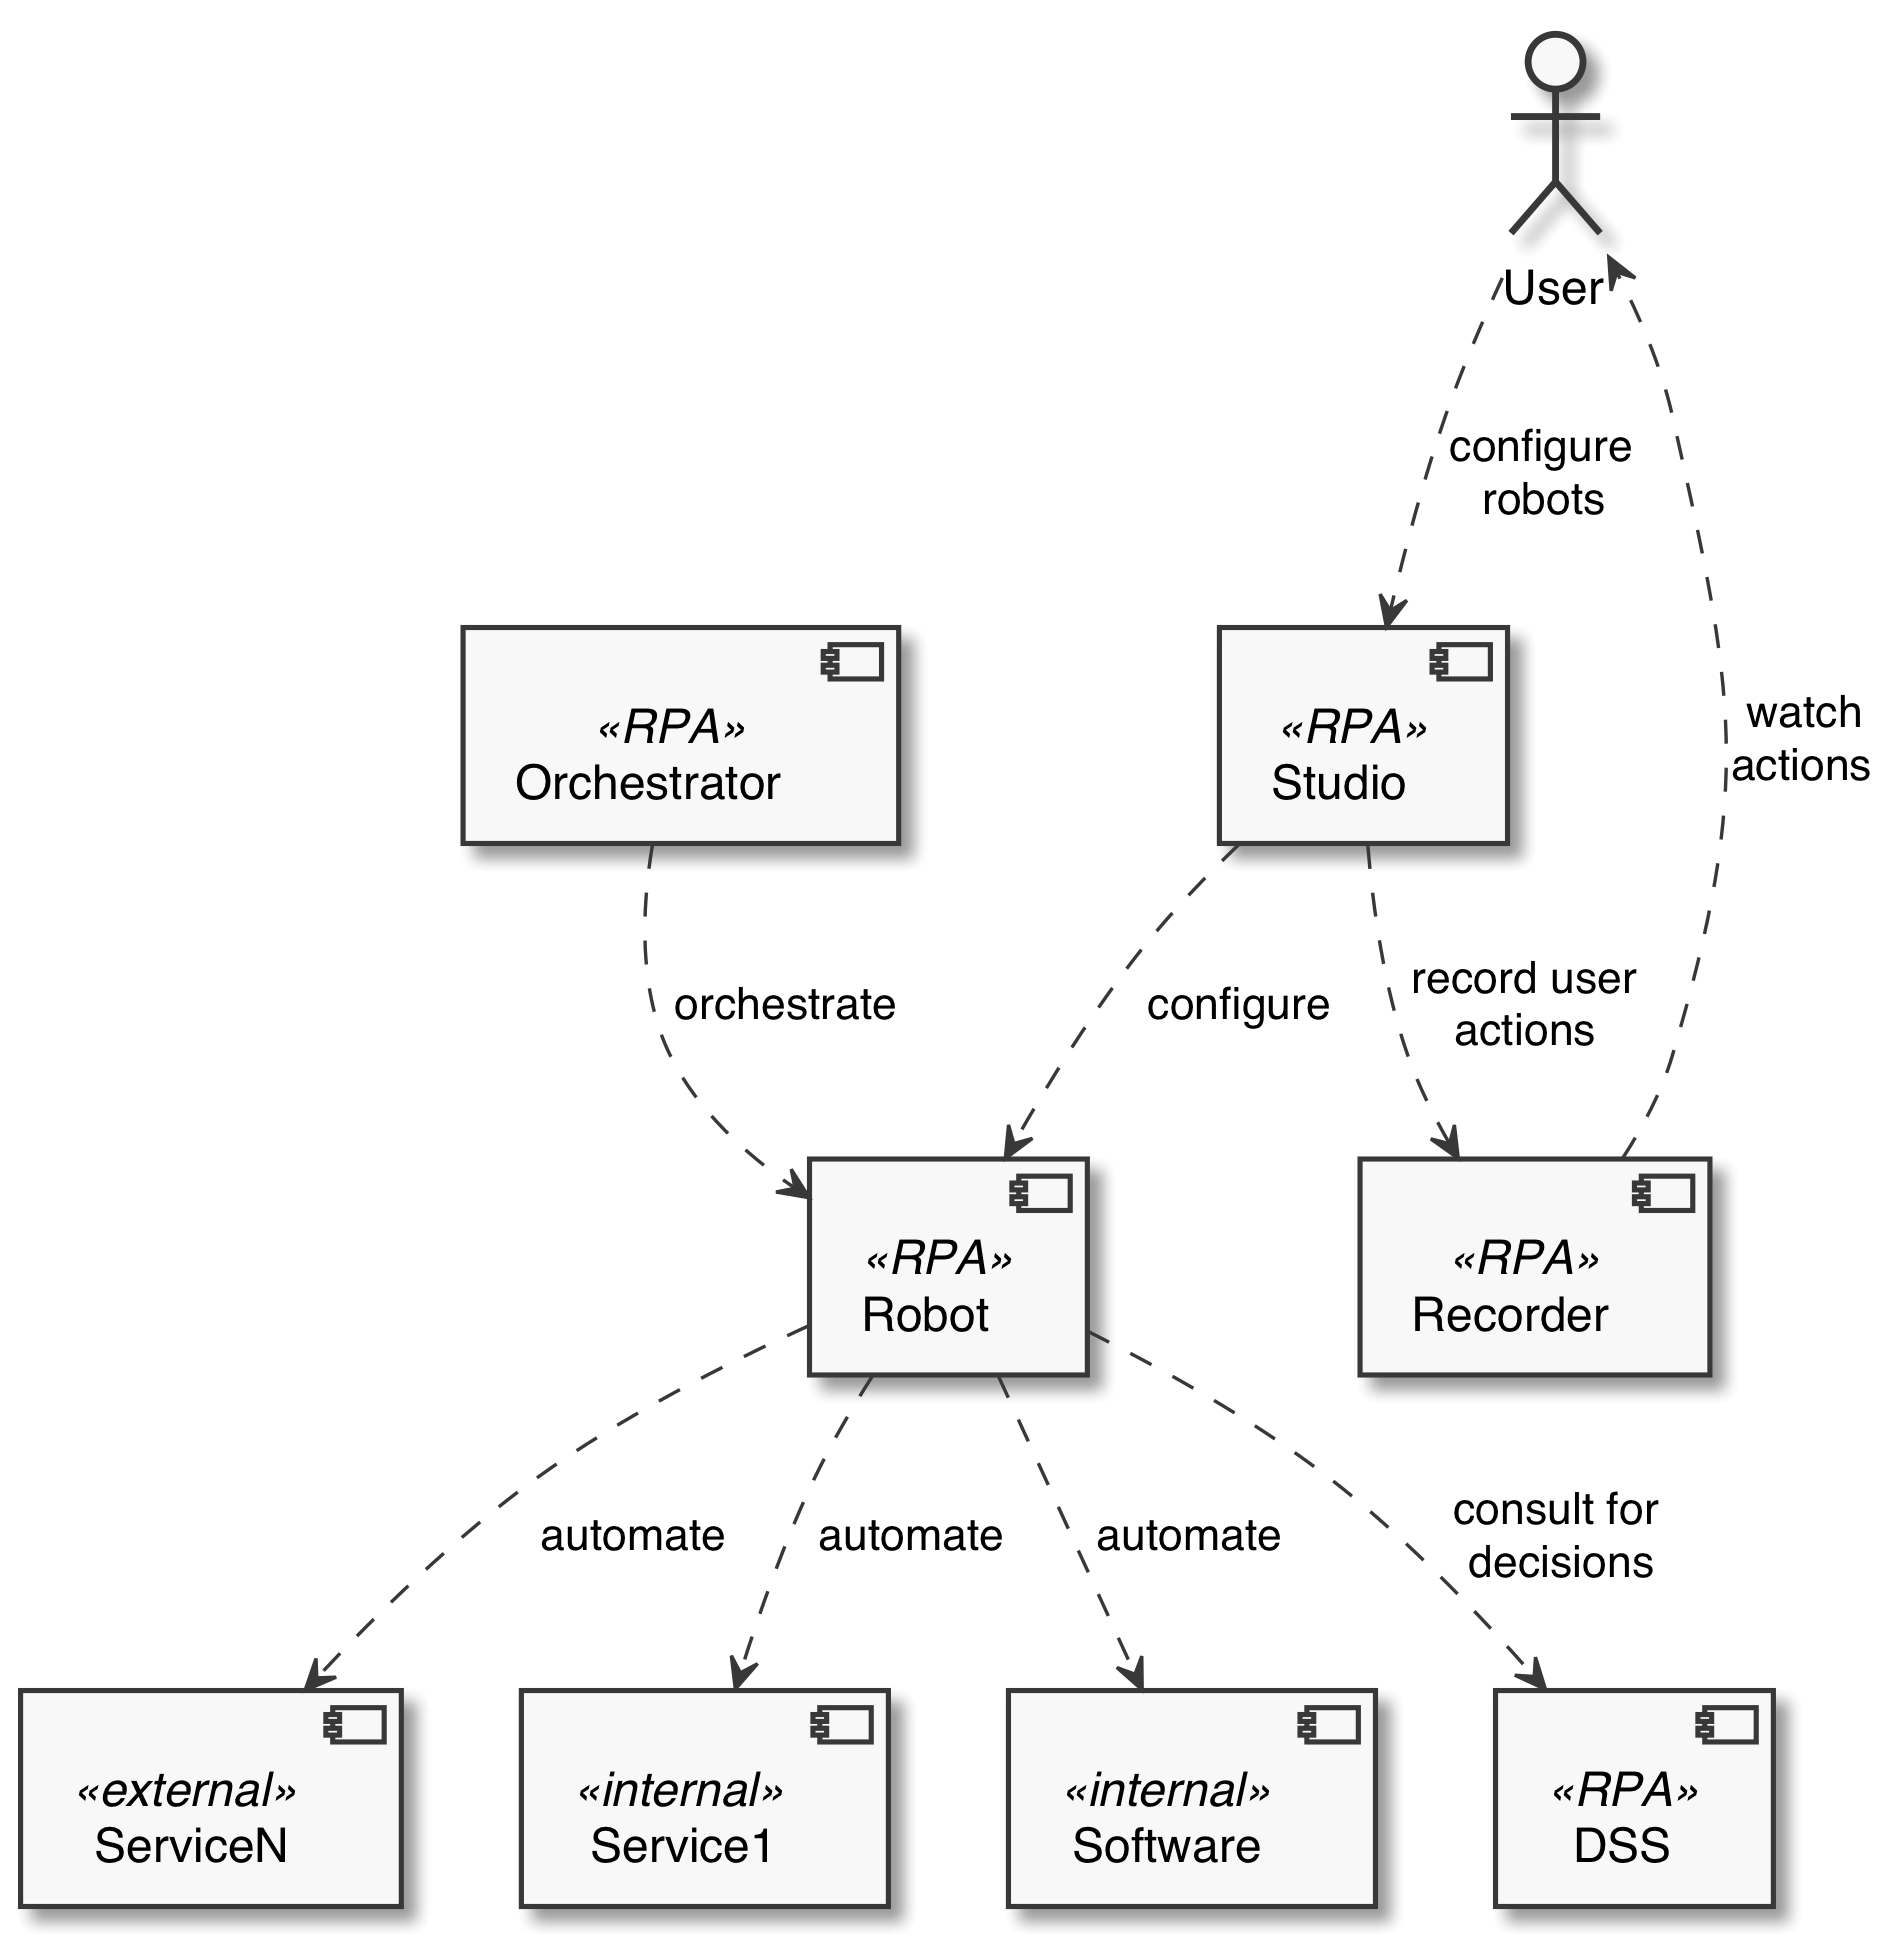 User
configure
robots
«RPA»
Orchestrator
«RPA»
Studio
watch
actions
orchestrate
configure
record user
actions
«RPA»
Robot
«RPA»
Recorder
automate
automate
automate
consult for
decisions
«external»
ServiceN
«internal»
Service1
«internal»
Software
«RPA»
DSS